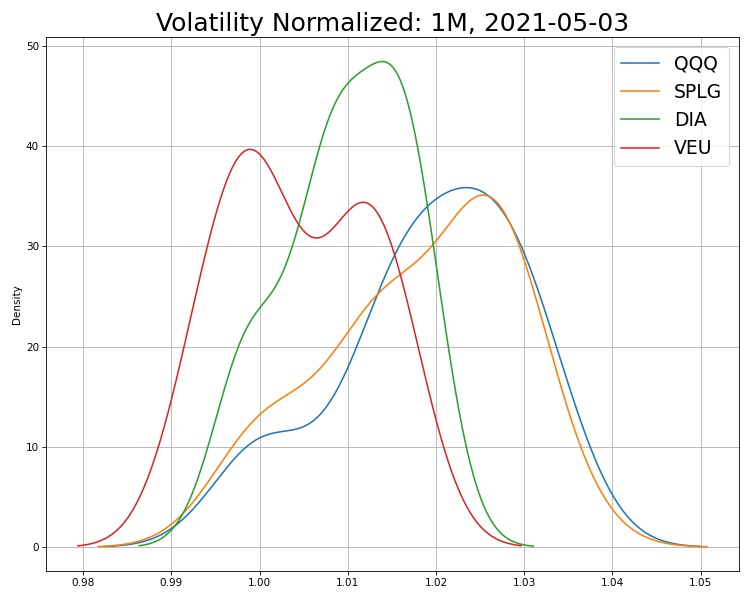 Volatility Normalized: 1M, 2021-05-03
QQQ
SPLG
DIA
VEU
Density
50
40
30
20
10
0
0.98 0.99 1.00 1.01 1.02 1.03 1.04 1.05